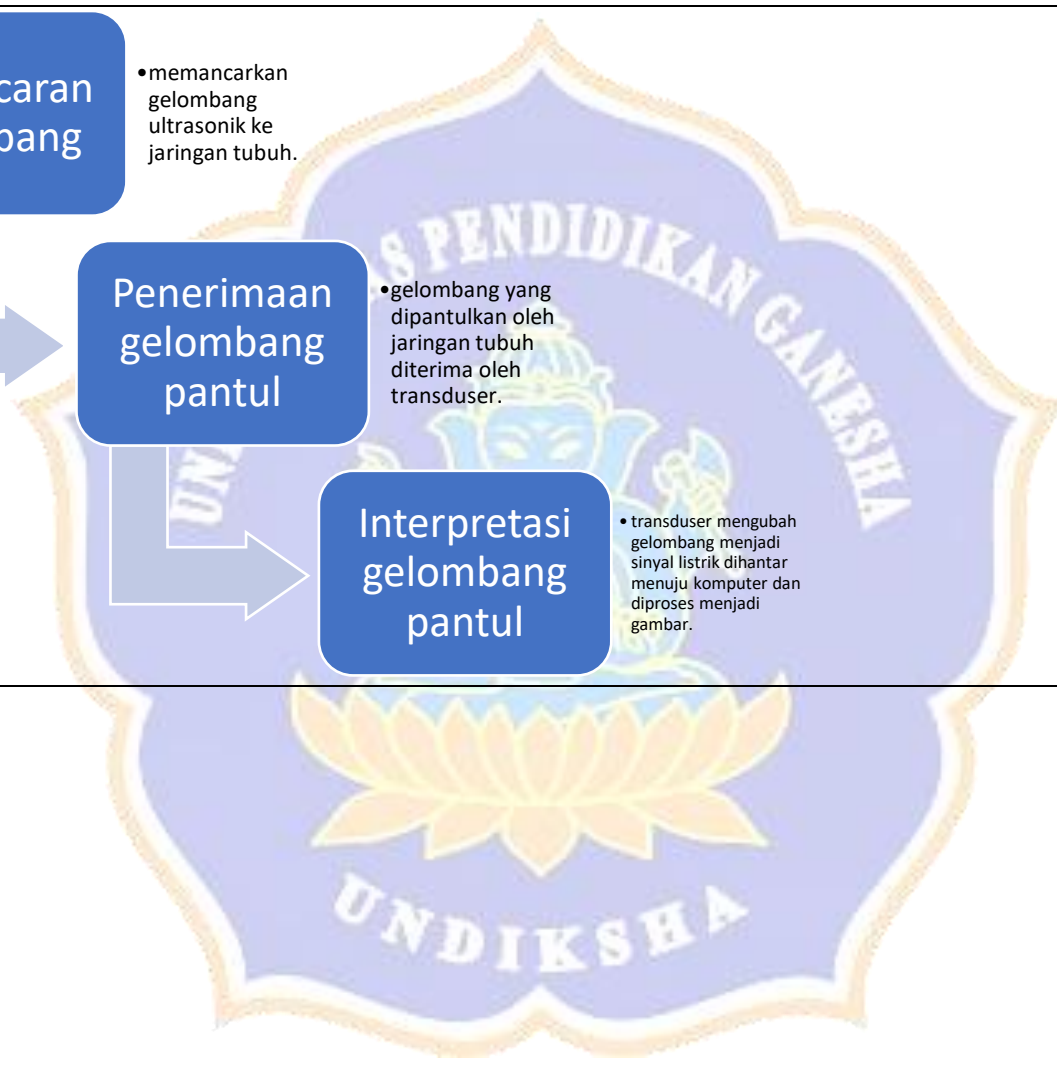 caran
bang
•memancarkan
gelombang
ultrasonik ke
jaringan tubuh.
Penerimaan
gelombang
pantul
•gelombang yang
dipantulkan oleh
jaringan tubuh
diterima oleh
transduser.
Interpretasi
gelombang
pantul
• transduser mengubah
gelombang menjadi
sinyal listrik dihantar
menuju komputer dan
diproses menjadi
gambar.
PENDIDIKAN GANESHA
UNDIKSHA